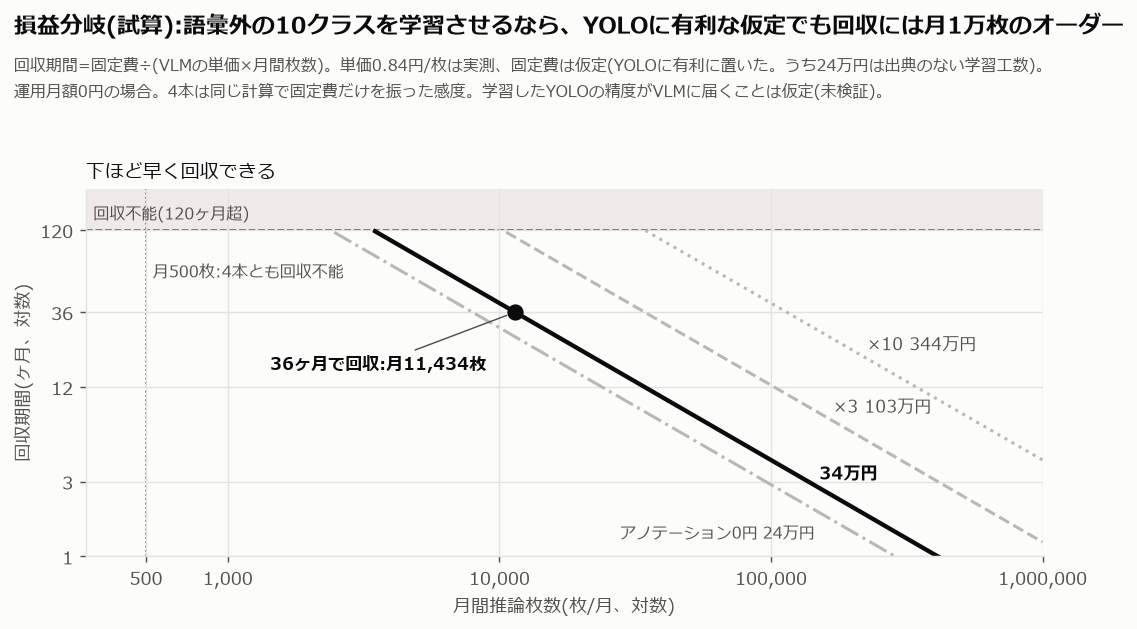 損益分岐(試算):語彙外の10クラスを学習させるなら、YOLOに有利な仮定でも回収には月1万枚のオーダー
回収期間=固定費÷(VLMの単価×月間枚数)。単価0.84円/枚は実測、固定費は仮定(YOLOに有利に置いた。うち24万円は出典のない学習工数)。
運用月額0円の場合。4本は同じ計算で固定費だけを振った感度。学習したYOLOの精度がVLMに届くことは仮定(未検証)。
下ほど早く回収できる
回収不能(120ヶ月超)
120
月500枚:4本とも回収不能
36
×10 344万円
36ヶ月で回収:月11,434枚
12
×3 103万円
34万円
3
アノテーション0円 24万円
1
回収期間(ヶ月、対数)
500
1,000
10,000
100,000
1,000,000
月間推論枚数(枚/月、対数)